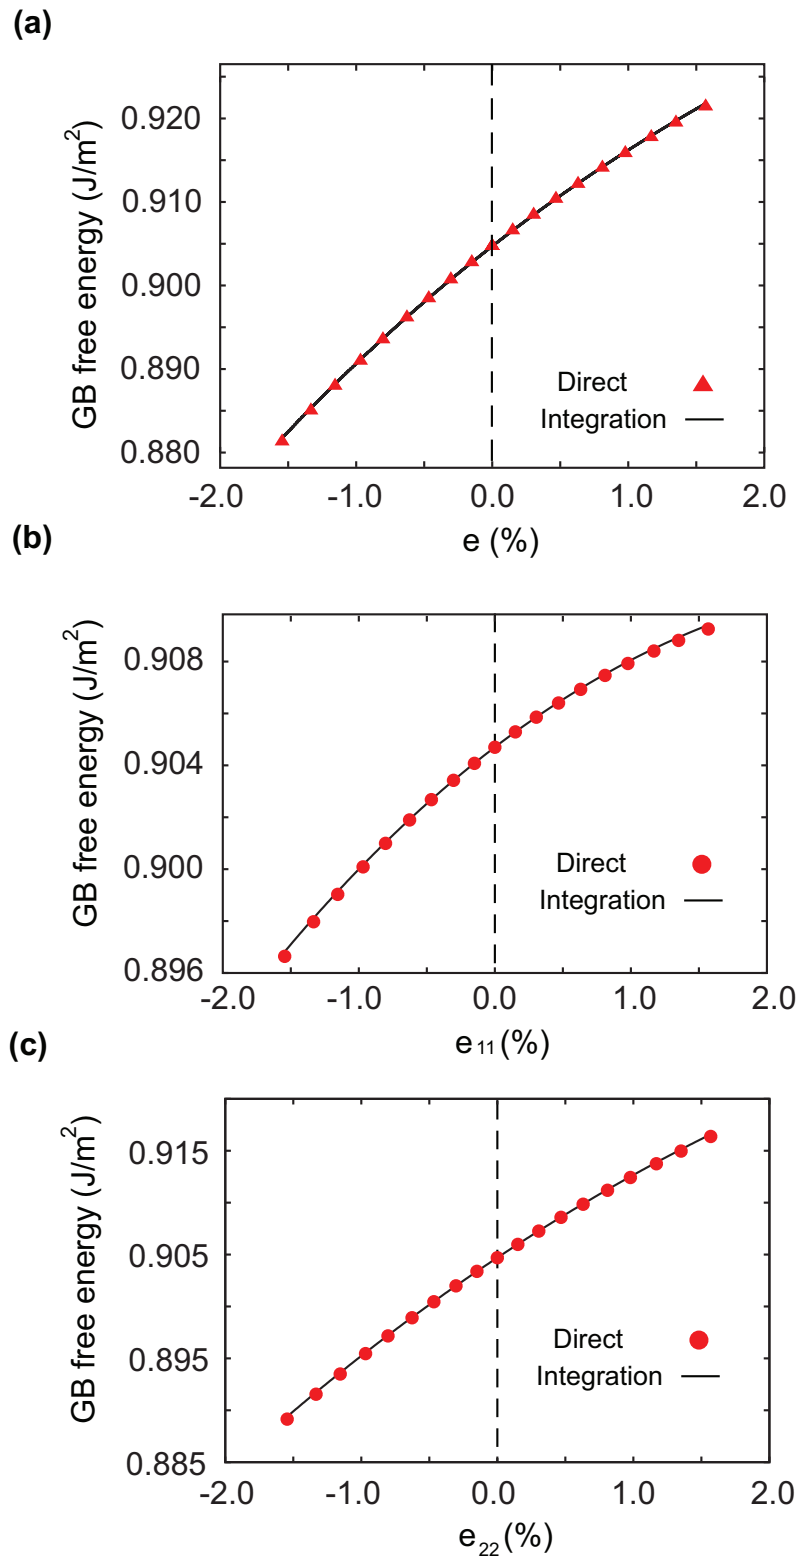 (a)
GB free energy (J/m²)
0.920
0.910
0.900
0.890
0.880
Direct
Integration
-2.0 -1.0 0.0 1.0 2.0
e (%)
(b)
GB free energy (J/m²)
0.908
0.904
0.900
0.896
Direct
Integration
-2.0 -1.0 0.0 1.0 2.0
e₁₁(%)
(c)
GB free energy (J/m²)
0.915
0.905
0.895
0.885
Direct
Integration
-2.0 -1.0 0.0 1.0 2.0
e₂₂(%)